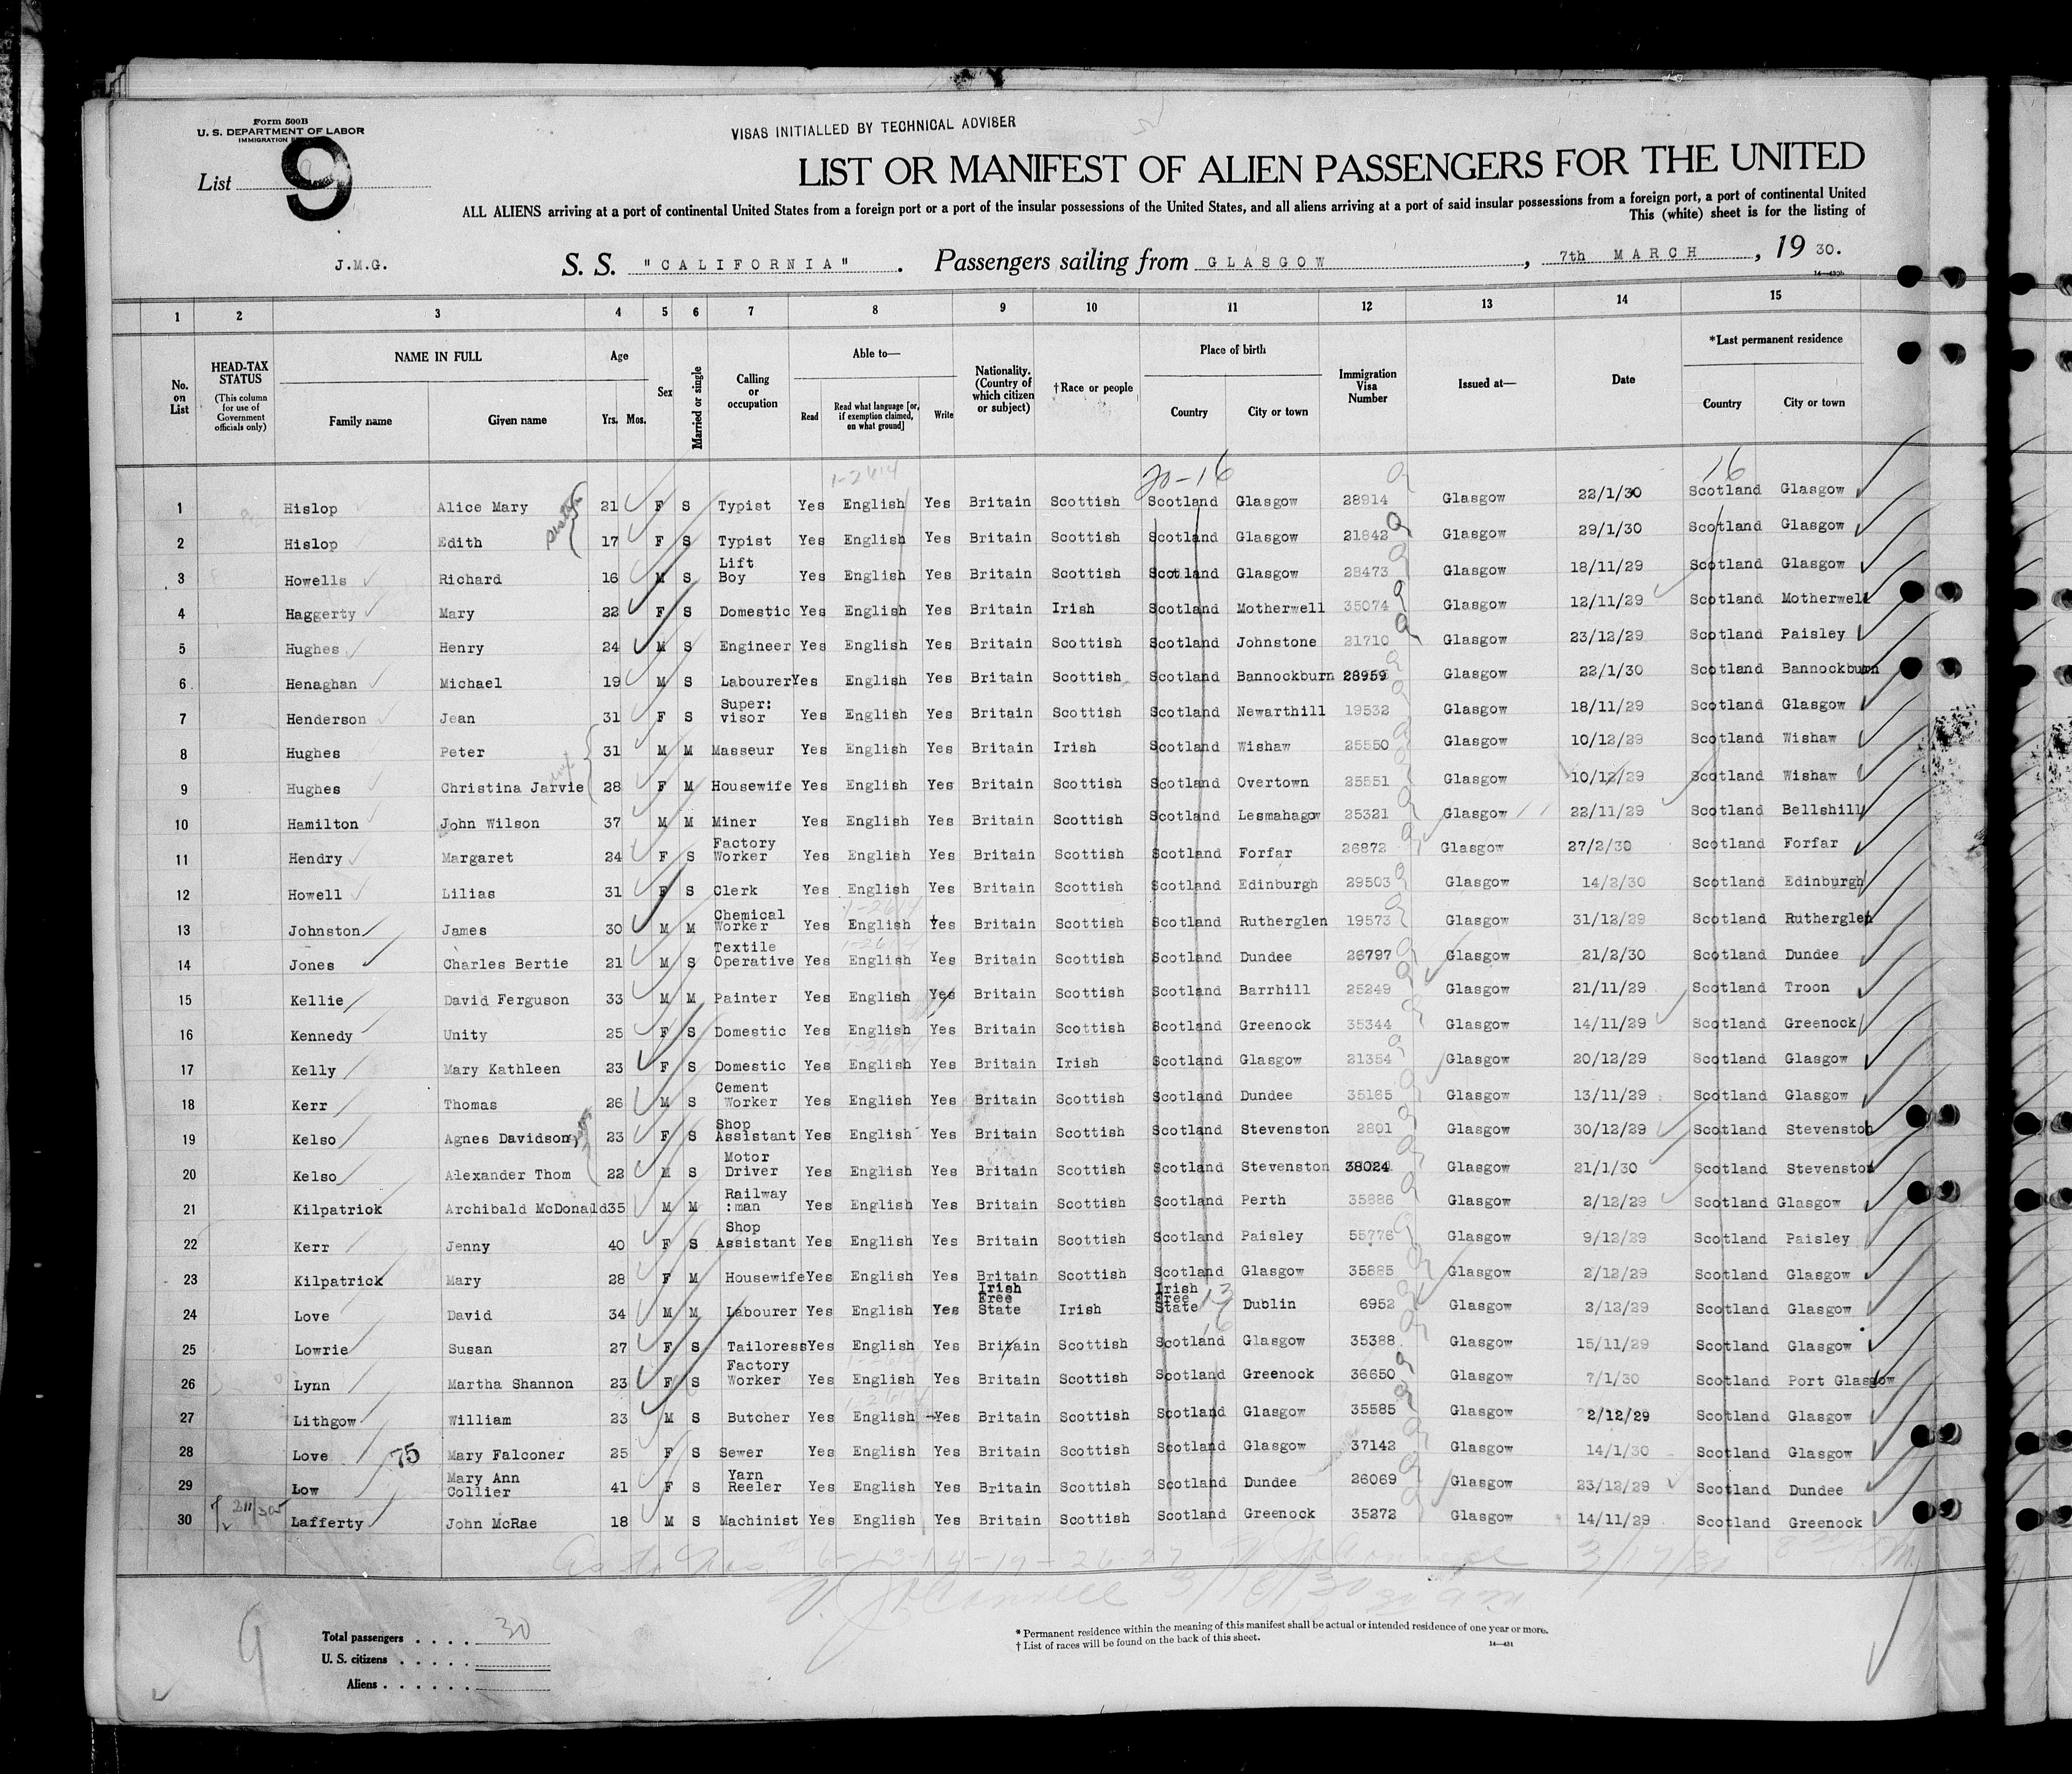 Form 500B
U. S. DEPARTMENT OF LABOR
IMMIGRATION
VISAS INITIALLED BY TECHNICAL ADVISER
List 9
LIST OR MANIFEST OF ALIEN PASSENGERS FOR THE UNITED
ALL ALIENS arriving at a port of continental United States from a foreign port or a port of the insular possessions of the United States, and all aliens arriving at a port of said insular possessions from a foreign port, a port of continental United
This (white) sheet is for the listing of
J.M.G. S. S. "CALIFORNIA". Passengers sailing from GLASGOW, 7th MARCH, 19 30.
1 2 3 4 5 6 7 8 9 10 11 12 13 14 15
No. on List HEAD-TAX STATUS (This column for use of Government officials only) NAME IN FULL Family name Given name Age Yrs. Mos. Sex Married or single Calling or occupation Able to— Read Read what language [or, if exemption claimed, on what ground] Write Nationality. (Country of which citizen or subject) †Race or people Place of birth Country City or town Immigration Visa Number Issued at— Date *Last permanent residence Country City or town
1-2614 20-16 16
1 Hislop Alice Mary 21 F S Typist Yes English Yes Britain Scottish Scotland Glasgow 28914 Glasgow 22/1/30 Scotland Glasgow
2 Hislop Edith 17 F S Typist Yes English Yes Britain Scottish Scotland Glasgow 21842 Glasgow 29/1/30 Scotland Glasgow
3 Howells Richard 16 M S Lift Boy Yes English Yes Britain Scottish Scotland Glasgow 28473 Glasgow 18/11/29 Scotland Glasgow
4 Haggerty Mary 22 F S Domestic Yes English Yes Britain Irish Scotland Motherwell 35074 Glasgow 12/11/29 Scotland Motherwell
5 Hughes Henry 24 M S Engineer Yes English Yes Britain Scottish Scotland Johnstone 21710 Glasgow 23/12/29 Scotland Paisley
6 Henaghan Michael 19 M S Labourer Yes English Yes Britain Scottish Scotland Bannockburn 28959 Glasgow 22/1/30 Scotland Bannockburn
7 Henderson Jean 31 F S Super: visor Yes English Yes Britain Scottish Scotland Newarthill 19532 Glasgow 18/11/29 Scotland Glasgow
8 Hughes Peter 31 M M Masseur Yes English Yes Britain Irish Scotland Wishaw 25550 Glasgow 10/12/29 Scotland Wishaw
9 Hughes Christina Jarvie 28 F M Housewife Yes English Yes Britain Scottish Scotland Overtown 25551 Glasgow 10/12/29 Scotland Wishaw
10 Hamilton John Wilson 37 M M Miner Yes English Yes Britain Scottish Scotland Lesmahagow 25321 Glasgow 22/11/29 Scotland Bellshill
11 Hendry Margaret 24 F S Factory Worker Yes English Yes Britain Scottish Scotland Forfar 26872 Glasgow 27/2/30 Scotland Forfar
12 Howell Lilias 31 F S Clerk Yes English Yes Britain Scottish Scotland Edinburgh 29503 Glasgow 14/2/30 Scotland Edinburgh
13 Johnston James 30 M M Chemical Worker Yes English Yes Britain Scottish Scotland Rutherglen 19573 Glasgow 31/12/29 Scotland Rutherglen
14 Jones Charles Bertie 21 M S Textile Operative Yes English Yes Britain Scottish Scotland Dundee 26797 Glasgow 21/2/30 Scotland Dundee
15 Kellie David Ferguson 33 M M Painter Yes English Yes Britain Scottish Scotland Barrhill 25249 Glasgow 21/11/29 Scotland Troon
16 Kennedy Unity 25 F S Domestic Yes English Yes Britain Scottish Scotland Greenock 35344 Glasgow 14/11/29 Scotland Greenock
17 Kelly Mary Kathleen 23 F S Domestic Yes English Yes Britain Irish Scotland Glasgow 21354 Glasgow 20/12/29 Scotland Glasgow
18 Kerr Thomas 26 M S Cement Worker Yes English Yes Britain Scottish Scotland Dundee 35165 Glasgow 13/11/29 Scotland Glasgow
19 Kelso Agnes Davidson 23 F S Shop Assistant Yes English Yes Britain Scottish Scotland Stevenston 2801 Glasgow 30/12/29 Scotland Stevenston
20 Kelso Alexander Thom 22 M S Motor Driver Yes English Yes Britain Scottish Scotland Stevenston 38024 Glasgow 21/1/30 Scotland Stevenston
21 Kilpatrick Archibald McDonald 35 M M Railway :man Yes English Yes Britain Scottish Scotland Perth 35886 Glasgow 2/12/29 Scotland Glasgow
22 Kerr Jenny 40 F S Shop Assistant Yes English Yes Britain Scottish Scotland Paisley 55776 Glasgow 9/12/29 Scotland Paisley
23 Kilpatrick Mary 28 F M Housewife Yes English Yes Britain Scottish Scotland Glasgow 35885 Glasgow 2/12/29 Scotland Glasgow
24 Love David 34 M M Labourer Yes English Yes Irish Free State Irish Irish Free State 13 Dublin 6952 Glasgow 2/12/29 Scotland Glasgow
25 Lowrie Susan 27 F S Tailoress Yes English Yes Britain Scottish Scotland Glasgow 35388 Glasgow 15/11/29 Scotland Glasgow
26 Lynn Martha Shannon 23 F S Factory Worker Yes English Yes Britain Scottish Scotland Greenock 36650 Glasgow 7/1/30 Scotland Port Glasgow
27 Lithgow William 23 M S Butcher Yes English Yes Britain Scottish Scotland Glasgow 35585 Glasgow 2/12/29 Scotland Glasgow
28 Love 75 Mary Falconer 25 F S Sewer Yes English Yes Britain Scottish Scotland Glasgow 37142 Glasgow 14/1/30 Scotland Glasgow
29 Low Mary Ann Collier 41 F S Yarn Reeler Yes English Yes Britain Scottish Scotland Dundee 26069 Glasgow 23/12/29 Scotland Dundee
30 Lafferty John McRae 18 M S Machinist Yes English Yes Britain Scottish Scotland Greenock 35272 Glasgow 14/11/29 Scotland Greenock
3/17/30
Total passengers . . . . 30
U. S. citizens . . . . .
Aliens . . . . . .
* Permanent residence within the meaning of this manifest shall be actual or intended residence of one year or more.
† List of races will be found on the back of this sheet.
14—431